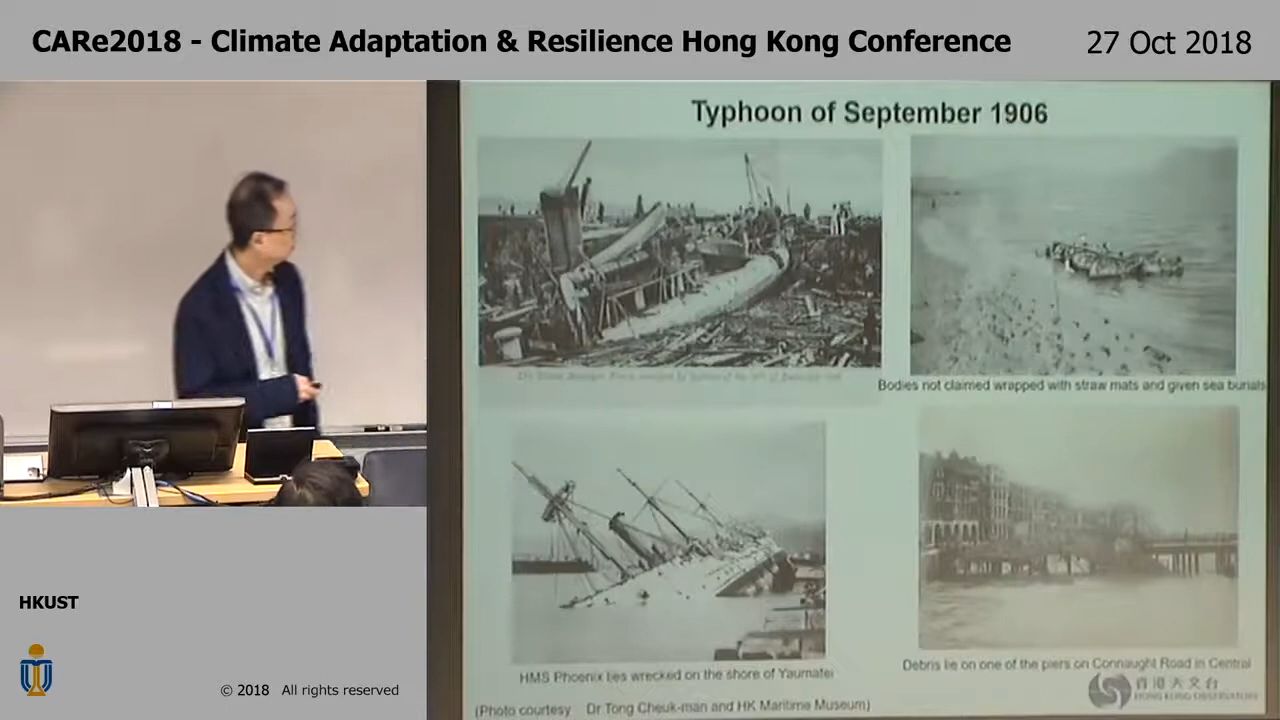 CARe2018 - Climate Adaptation & Resilience Hong Kong Conference
27 Oct 2018
Typhoon of September 1906
Bodies not claimed wrapped with straw mats and given sea burials
HMS Phoenix lies wrecked on the shore of Yaumatei
Debris lie on one of the piers on Connaught Road in Central
(Photo courtesy Dr Tong Cheuk-man and HK Maritime Museum)
香港天文台
HONG KONG OBSERVATORY
HKUST
© 2018 All rights reserved